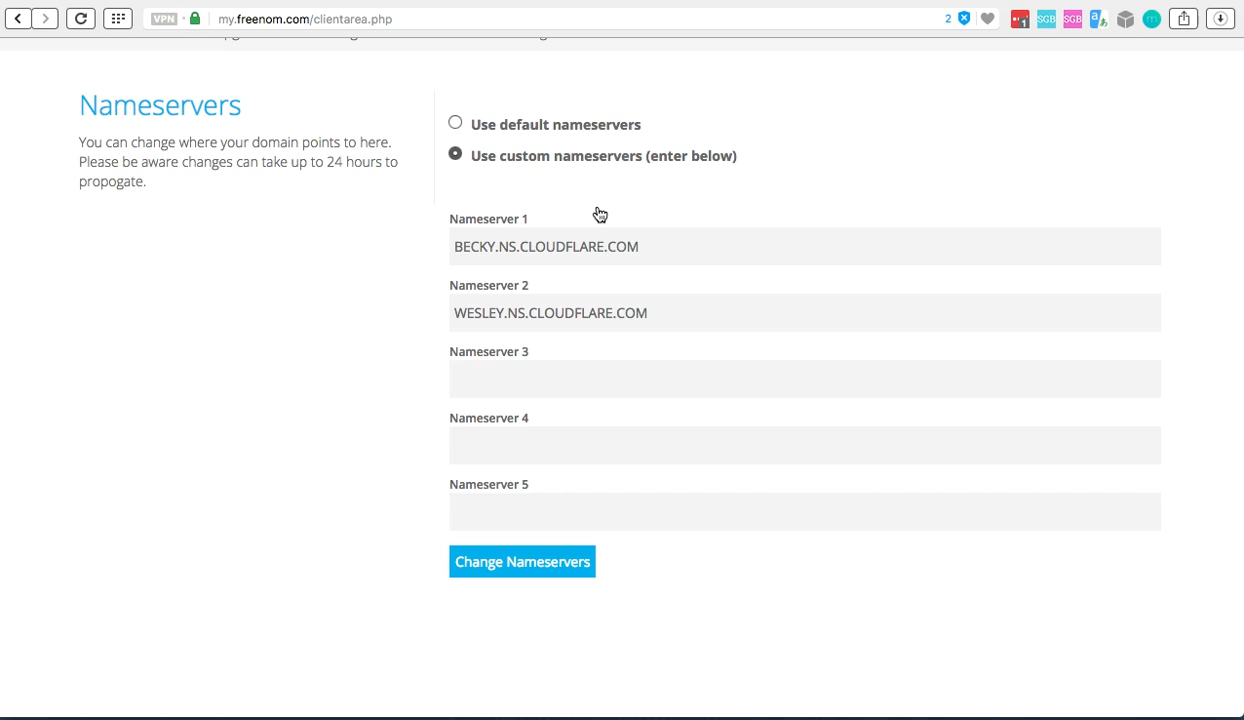 VPN
my.freenom.com/clientarea.php
2
1
SGB
SGB
a
m
Nameservers
You can change where your domain points to here.
Please be aware changes can take up to 24 hours to
propogate.
Use default nameservers
Use custom nameservers (enter below)
Nameserver 1
BECKY.NS.CLOUDFLARE.COM
Nameserver 2
WESLEY.NS.CLOUDFLARE.COM
Nameserver 3
Nameserver 4
Nameserver 5
Change Nameservers